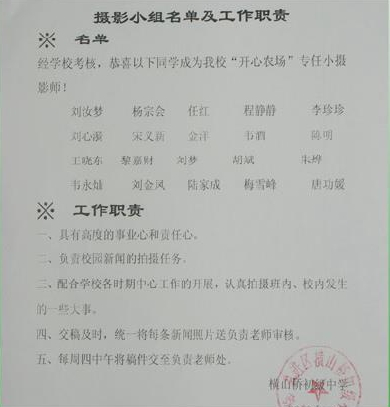 摄影小组名单及工作职责
※ 名单
经学校考核，恭喜以下同学成为我校“开心农场”专任小摄
影师！
刘汝梦 杨宗会 任红 程静静 李珍珍
刘心灏 宋又新 金洋 韦酒 陈明
王晓东 黎嘉财 刘梦 胡斌 朱烨
韦永灿 刘金凤 陆家成 梅雪峰 唐功媛
※ 工作职责
一、具有高度的事业心和责任心。
二、负责校园新闻的拍摄任务。
二、配合学校各时期中心工作的开展，认真拍摄班内、校内发生
的一些大事。
四、交稿及时，统一将每条新闻照片送负责老师审核。
五、每周四中午将稿件交至负责老师处。
横山桥初级中学